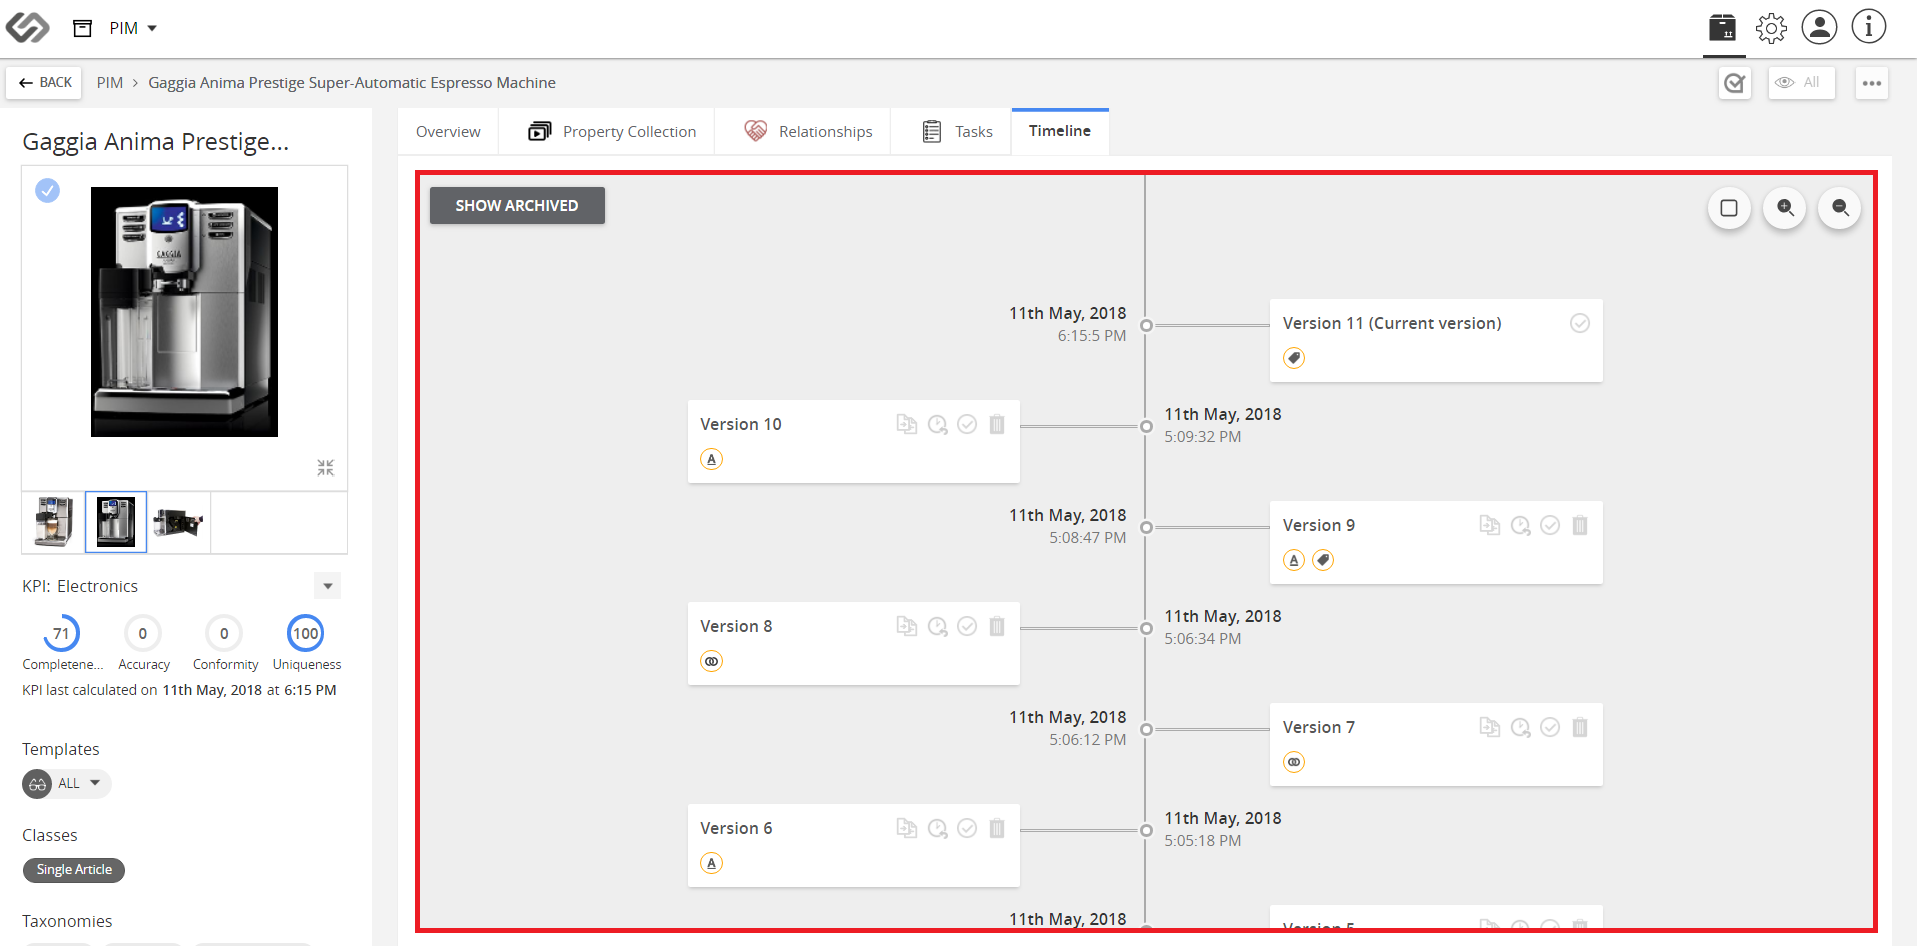 PIM
BACK
PIM > Gaggia Anima Prestige Super-Automatic Espresso Machine
All
Gaggia Anima Prestige...
Overview
Property Collection
Relationships
Tasks
Timeline
SHOW ARCHIVED
GAGGIA
KPI: Electronics
71
0
0
100
Completene...
Accuracy
Conformity
Uniqueness
KPI last calculated on 11th May, 2018 at 6:15 PM
Templates
ALL
Classes
Single Article
Taxonomies
11th May, 2018
6:15:5 PM
Version 11 (Current version)
Version 10
A
11th May, 2018
5:09:32 PM
11th May, 2018
5:08:47 PM
Version 9
A
Version 8
11th May, 2018
5:06:34 PM
11th May, 2018
5:06:12 PM
Version 7
Version 6
A
11th May, 2018
5:05:18 PM
11th May, 2018
Version 5